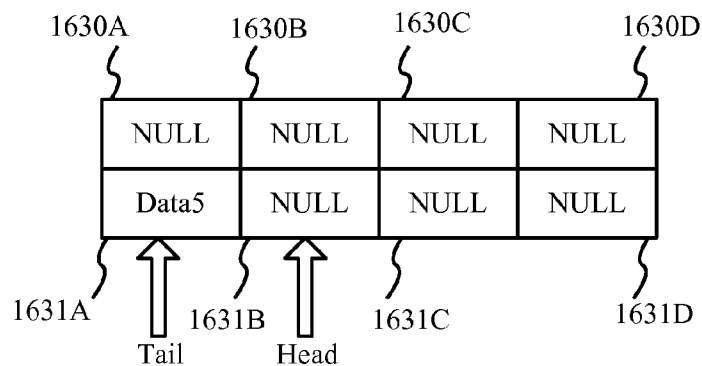 1630A 1630B 1630C 1630D
NULL NULL NULL NULL
Data5 NULL NULL NULL
1631A 1631B 1631C 1631D
Tail Head